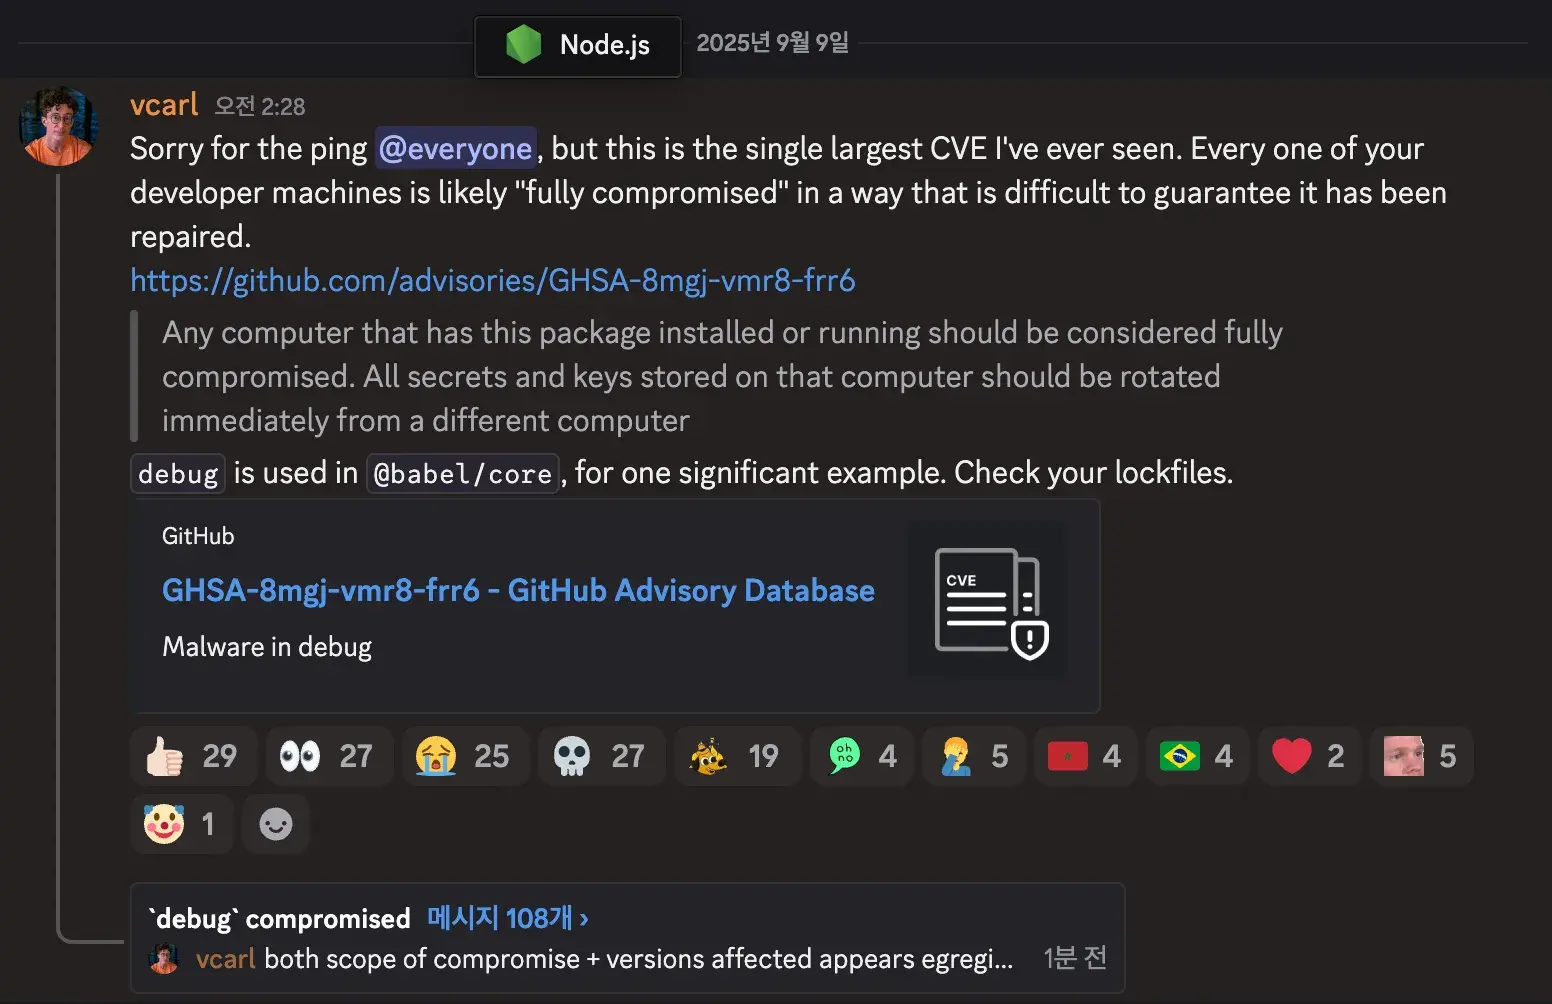 Node.js
2025년 9월 9일
vcarl 오전 2:28
Sorry for the ping @everyone, but this is the single largest CVE I've ever seen. Every one of your
developer machines is likely "fully compromised" in a way that is difficult to guarantee it has been
repaired.
https://github.com/advisories/GHSA-8mgj-vmr8-frr6
Any computer that has this package installed or running should be considered fully
compromised. All secrets and keys stored on that computer should be rotated
immediately from a different computer
debug is used in @babel/core, for one significant example. Check your lockfiles.
GitHub
GHSA-8mgj-vmr8-frr6 - GitHub Advisory Database
Malware in debug
CVE
29 27 25 27 19 oh no 4 5 4 4 2 5
1
`debug` compromised 메시지 108개 ›
vcarl both scope of compromise + versions affected appears egregi... 1분 전